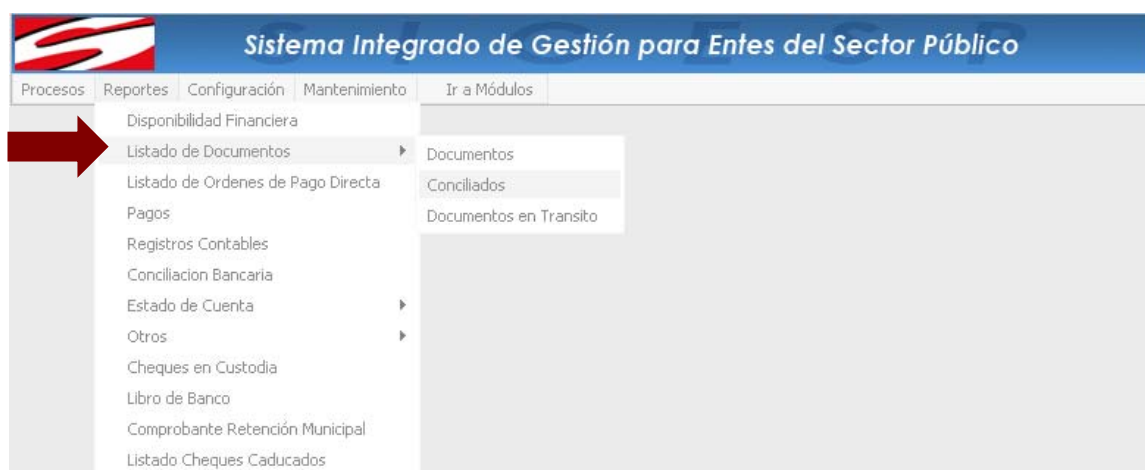 S I G E S P
Sistema Integrado de Gestión para Entes del Sector Público
Procesos Reportes Configuración Mantenimiento Ir a Módulos
Disponibilidad Financiera
Listado de Documentos
Documentos
Listado de Ordenes de Pago Directa
Conciliados
Pagos
Documentos en Transito
Registros Contables
Conciliacion Bancaria
Estado de Cuenta
Otros
Cheques en Custodia
Libro de Banco
Comprobante Retención Municipal
Listado Cheques Caducados